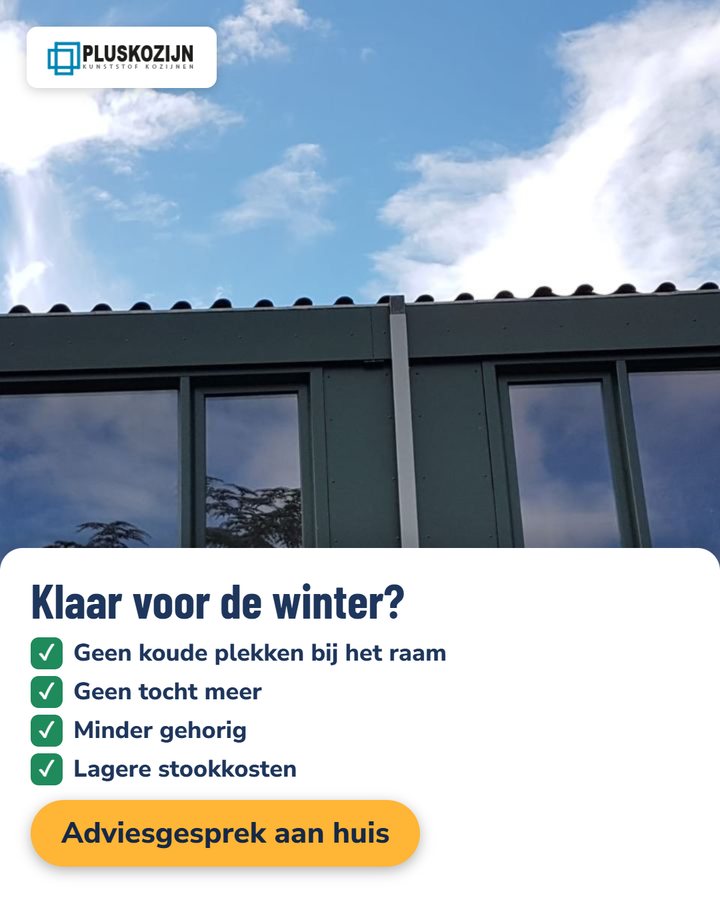 PLUSKOZIJN
KUNSTSTOF KOZIJNEN
Klaar voor de winter?
Geen koude plekken bij het raam
Geen tocht meer
Minder gehorig
Lagere stookkosten
Adviesgesprek aan huis